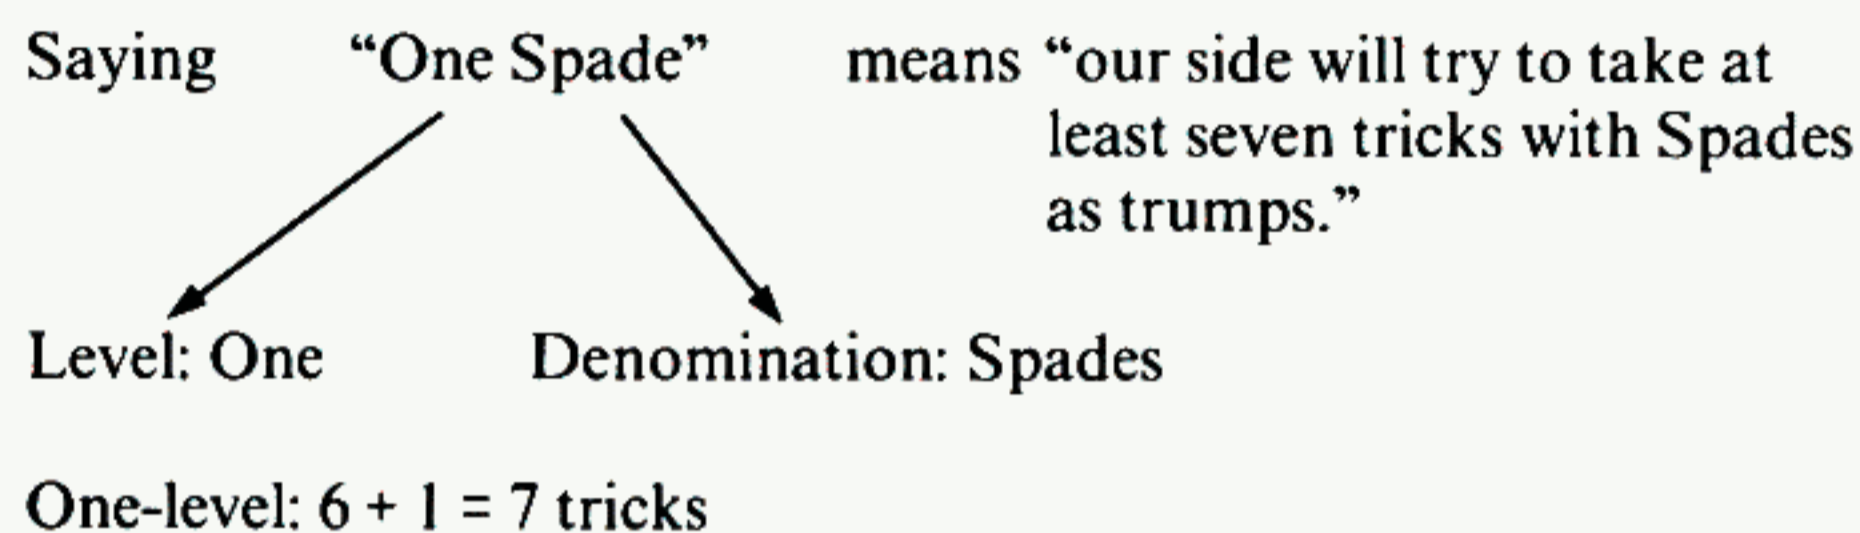 Saying “One Spade” means “our side will try to take at
least seven tricks with Spades
as trumps.”
Level: One Denomination: Spades
One-level: 6 + 1 = 7 tricks